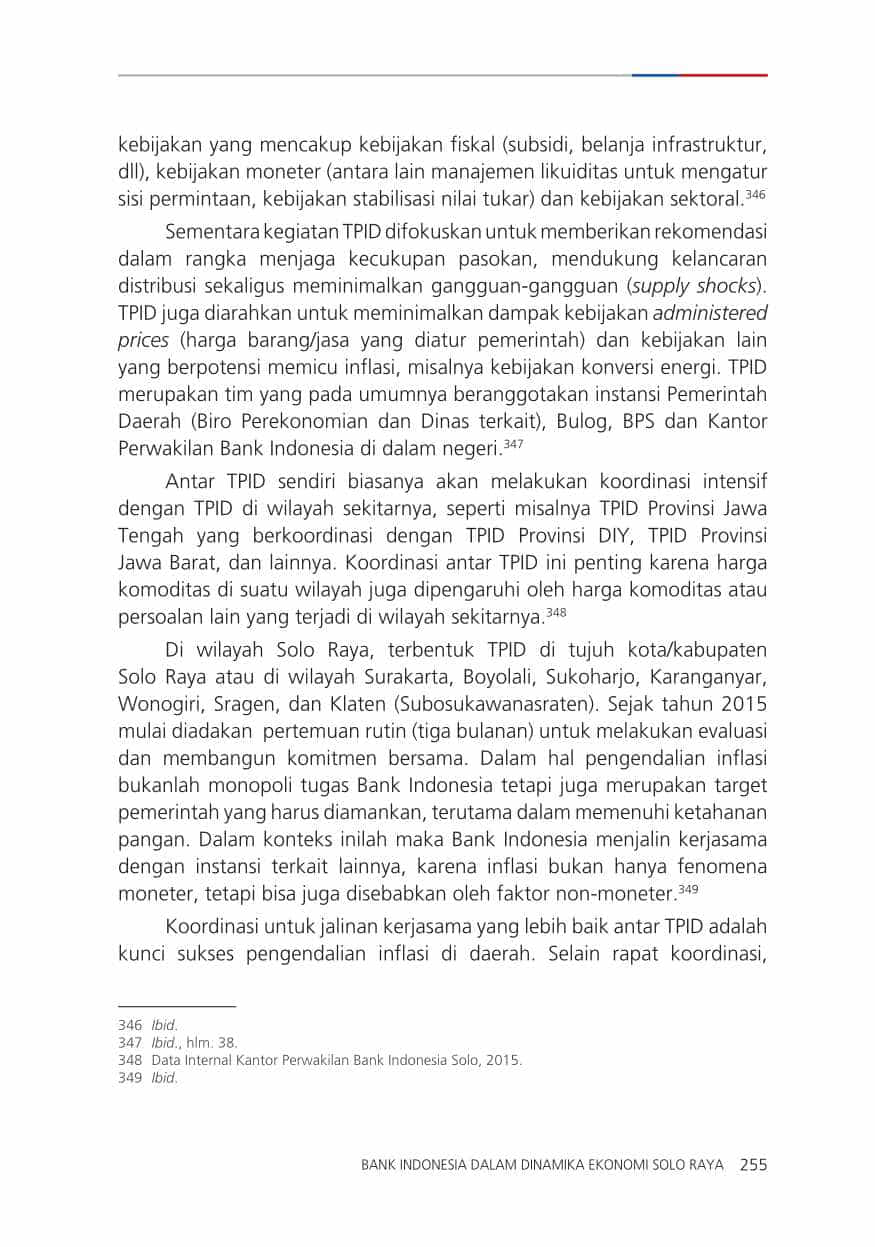 kebijakan yang mencakup kebijakan fiskal (subsidi, belanja infrastruktur,
dll), kebijakan moneter (antara lain manajemen likuiditas untuk mengatur
sisi permintaan, kebijakan stabilisasi nilai tukar) dan kebijakan sektoral.346
Sementara kegiatan TPID difokuskan untuk memberikan rekomendasi
dalam rangka menjaga kecukupan pasokan, mendukung kelancaran
distribusi sekaligus meminimalkan gangguan-gangguan (supply shocks).
TPID juga diarahkan untuk meminimalkan dampak kebijakan administered
prices (harga barang/jasa yang diatur pemerintah) dan kebijakan lain
yang berpotensi memicu inflasi, misalnya kebijakan konversi energi. TPID
merupakan tim yang pada umumnya beranggotakan instansi Pemerintah
Daerah (Biro Perekonomian dan Dinas terkait), Bulog, BPS dan Kantor
Perwakilan Bank Indonesia di dalam negeri.347
Antar TPID sendiri biasanya akan melakukan koordinasi intensif
dengan TPID di wilayah sekitarnya, seperti misalnya TPID Provinsi Jawa
Tengah yang berkoordinasi dengan TPID Provinsi DIY, TPID Provinsi
Jawa Barat, dan lainnya. Koordinasi antar TPID ini penting karena harga
komoditas di suatu wilayah juga dipengaruhi oleh harga komoditas atau
persoalan lain yang terjadi di wilayah sekitarnya.348
Di wilayah Solo Raya, terbentuk TPID di tujuh kota/kabupaten
Solo Raya atau di wilayah Surakarta, Boyolali, Sukoharjo, Karanganyar,
Wonogiri, Sragen, dan Klaten (Subosukawanasraten). Sejak tahun 2015
mulai diadakan pertemuan rutin (tiga bulanan) untuk melakukan evaluasi
dan membangun komitmen bersama. Dalam hal pengendalian inflasi
bukanlah monopoli tugas Bank Indonesia tetapi juga merupakan target
pemerintah yang harus diamankan, terutama dalam memenuhi ketahanan
pangan. Dalam konteks inilah maka Bank Indonesia menjalin kerjasama
dengan instansi terkait lainnya, karena inflasi bukan hanya fenomena
moneter, tetapi bisa juga disebabkan oleh faktor non-moneter.349
Koordinasi untuk jalinan kerjasama yang lebih baik antar TPID adalah
kunci sukses pengendalian inflasi di daerah. Selain rapat koordinasi,
346 Ibid.
347 Ibid., hlm. 38.
348 Data Internal Kantor Perwakilan Bank Indonesia Solo, 2015.
349 Ibid.
BANK INDONESIA DALAM DINAMIKA EKONOMI SOLO RAYA 255